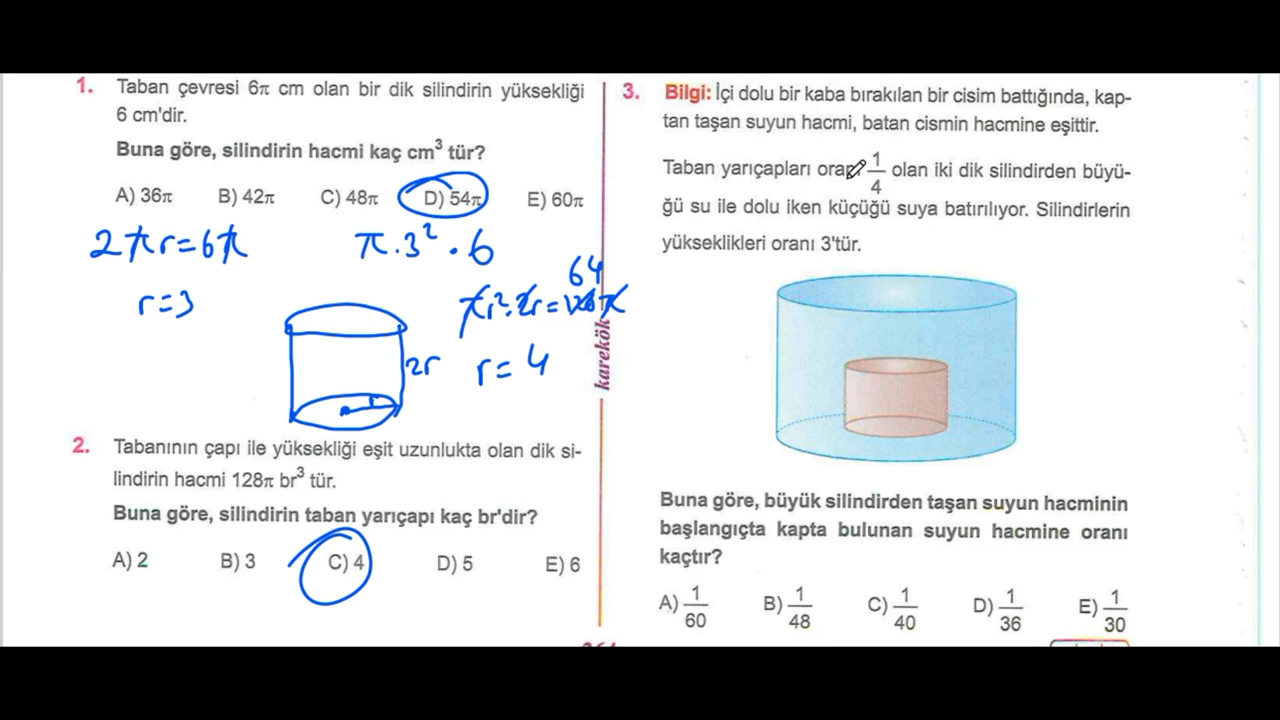 1. Taban çevresi 6π cm olan bir dik silindirin yüksekliği
6 cm'dir.
Buna göre, silindirin hacmi kaç cm³ tür?
A) 36π B) 42π C) 48π D) 54π E) 60π
2πr=6π
r=3
π.3².6
64
πr².2r=128π
r=4
2r
r
2. Tabanının çapı ile yüksekliği eşit uzunlukta olan dik si-
lindirin hacmi 128π br³ tür.
Buna göre, silindirin taban yarıçapı kaç br'dir?
A) 2 B) 3 C) 4 D) 5 E) 6
karekök
3. Bilgi: İçi dolu bir kaba bırakılan bir cisim battığında, kap-
tan taşan suyun hacmi, batan cismin hacmine eşittir.
Taban yarıçapları 1/4 olan iki dik silindirden büyü-
ğü su ile dolu iken küçüğü suya batırılıyor. Silindirlerin
yükseklikleri oranı 3'tür.
Buna göre, büyük silindirden taşan suyun hacminin
başlangıçta kapta bulunan suyun hacmine oranı
kaçtır?
A) 1/60 B) 1/48 C) 1/40 D) 1/36 E) 1/30